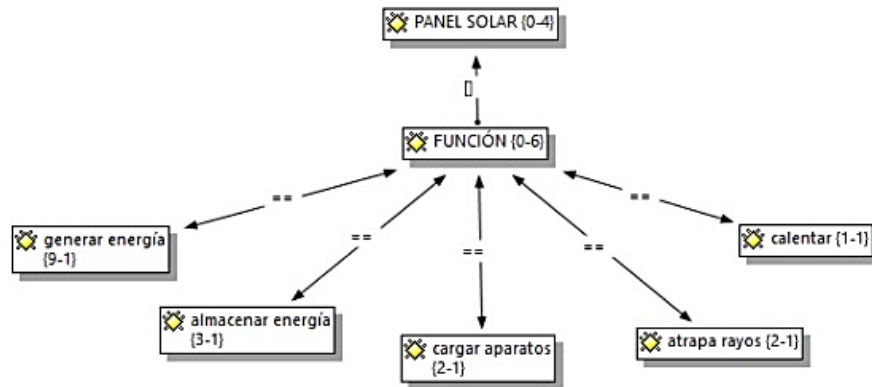 PANEL SOLAR {0-4}
[]
FUNCIÓN {0-6}
==
==
==
==
==
generar energía
{9-1}
calentar {1-1}
almacenar energía
{3-1}
cargar aparatos
{2-1}
atrapa rayos {2-1}